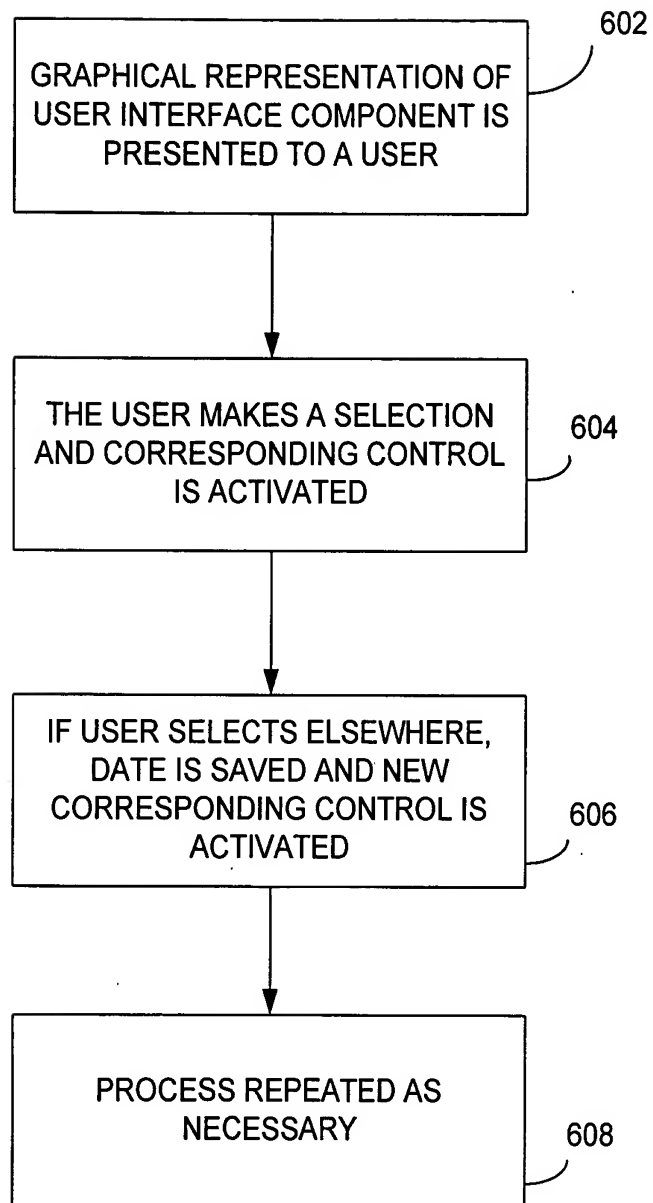 602
GRAPHICAL REPRESENTATION OF
USER INTERFACE COMPONENT IS
PRESENTED TO A USER
THE USER MAKES A SELECTION
AND CORRESPONDING CONTROL
IS ACTIVATED
604
IF USER SELECTS ELSEWHERE,
DATE IS SAVED AND NEW
CORRESPONDING CONTROL IS
ACTIVATED
606
PROCESS REPEATED AS
NECESSARY
608